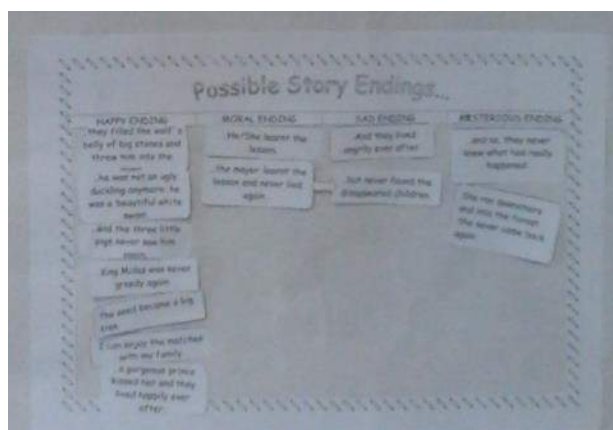 Possible Story Endings...
HAPPY ENDING
they filled the wolf's
belly of big stones and
threw him into the
...he was not an ugly
duckling anymore: he
was a beautiful white
swan.
..And the three little
pigs never saw him
again.
King Midas was never
greedy again
The seed became a big
tree
I can enjoy the matches
with my family
...a gorgeous prince
kissed her and they
lived happily ever
after.
MORAL ENDING
He/She learnt the
lesson.
...the mayor learnt the
lesson and never lied
again
SAD ENDING
And they lived
angrily ever after
...but never found the
disappeared children
MYSTERIOUS ENDING
...and so, they never
knew what had really
happened.
She ran downstairs
and into the
she never came back
again